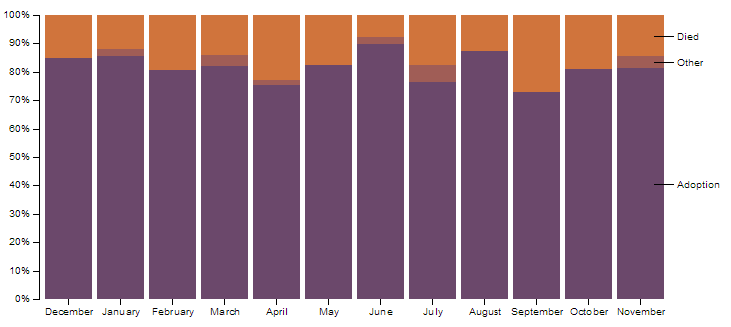 100%
90%
80%
70%
60%
50%
40%
30%
20%
10%
0%
December January February March April May June July August September October November
Died
Other
Adoption